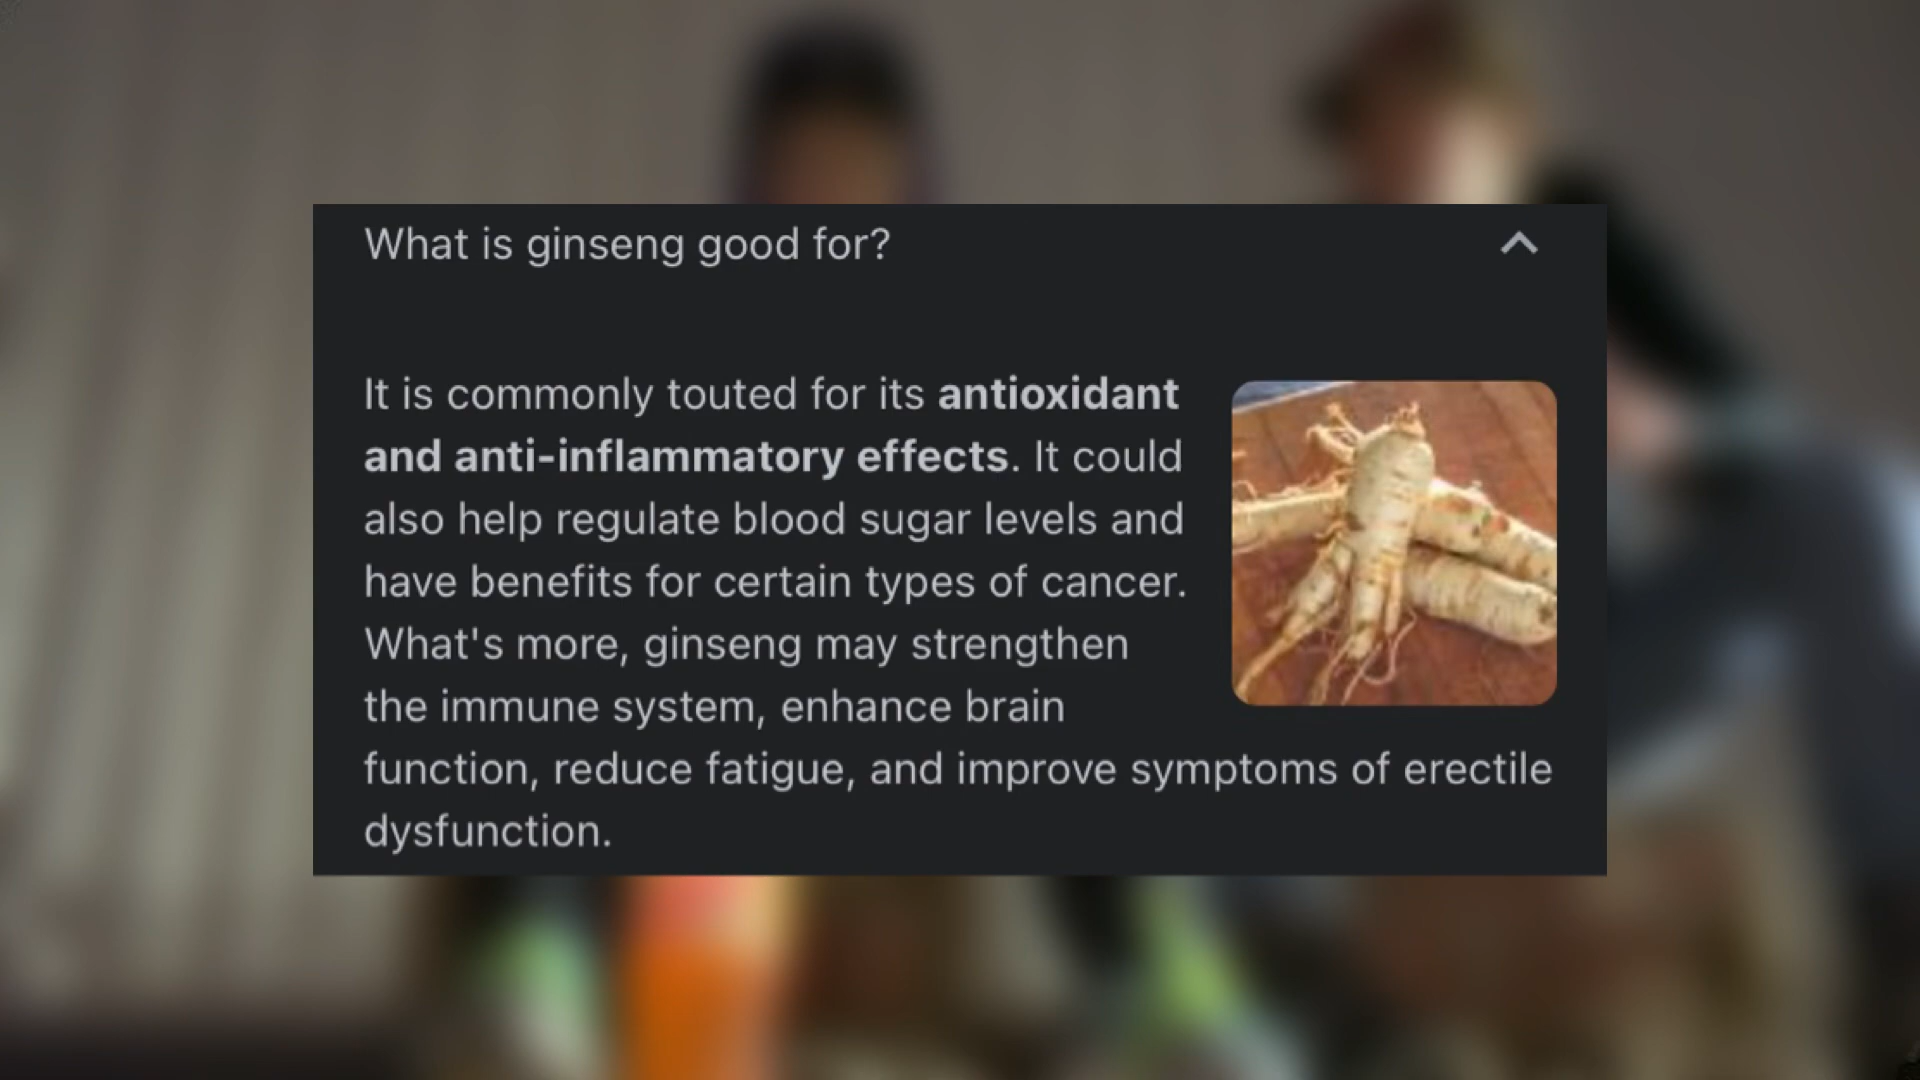 What is ginseng good for?
It is commonly touted for its antioxidant
and anti-inflammatory effects. It could
also help regulate blood sugar levels and
have benefits for certain types of cancer.
What's more, ginseng may strengthen
the immune system, enhance brain
function, reduce fatigue, and improve symptoms of erectile
dysfunction.